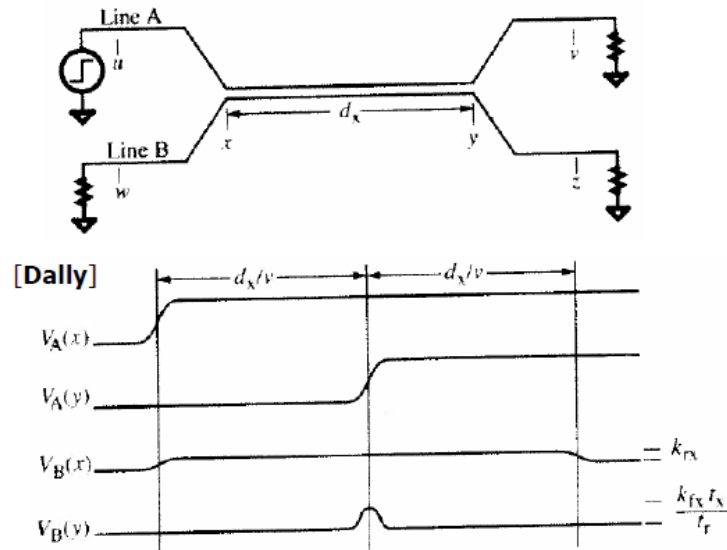 Line A
u
v
d_x
x
y
Line B
w
z
[Dally]
d_x/v
d_x/v
V_A(x)
V_A(y)
V_B(x)
k_rx
V_B(y)
k_fx t_x
t_r